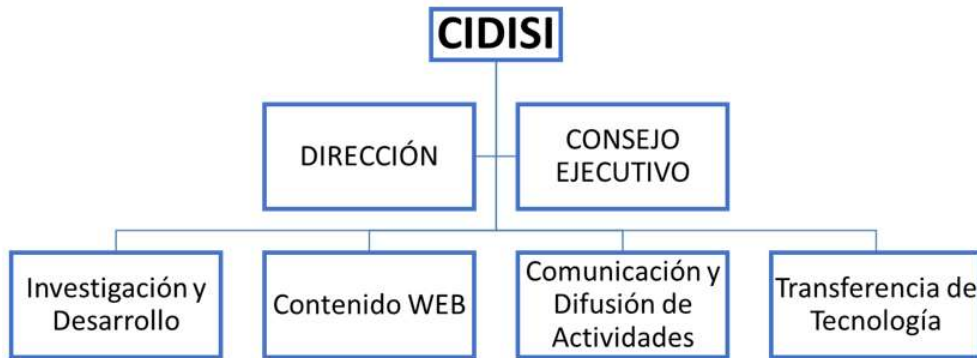 CIDISI
DIRECCIÓN
CONSEJO
EJECUTIVO
Investigación y
Desarrollo
Contenido WEB
Comunicación y
Difusión de
Actividades
Transferencia de
Tecnología